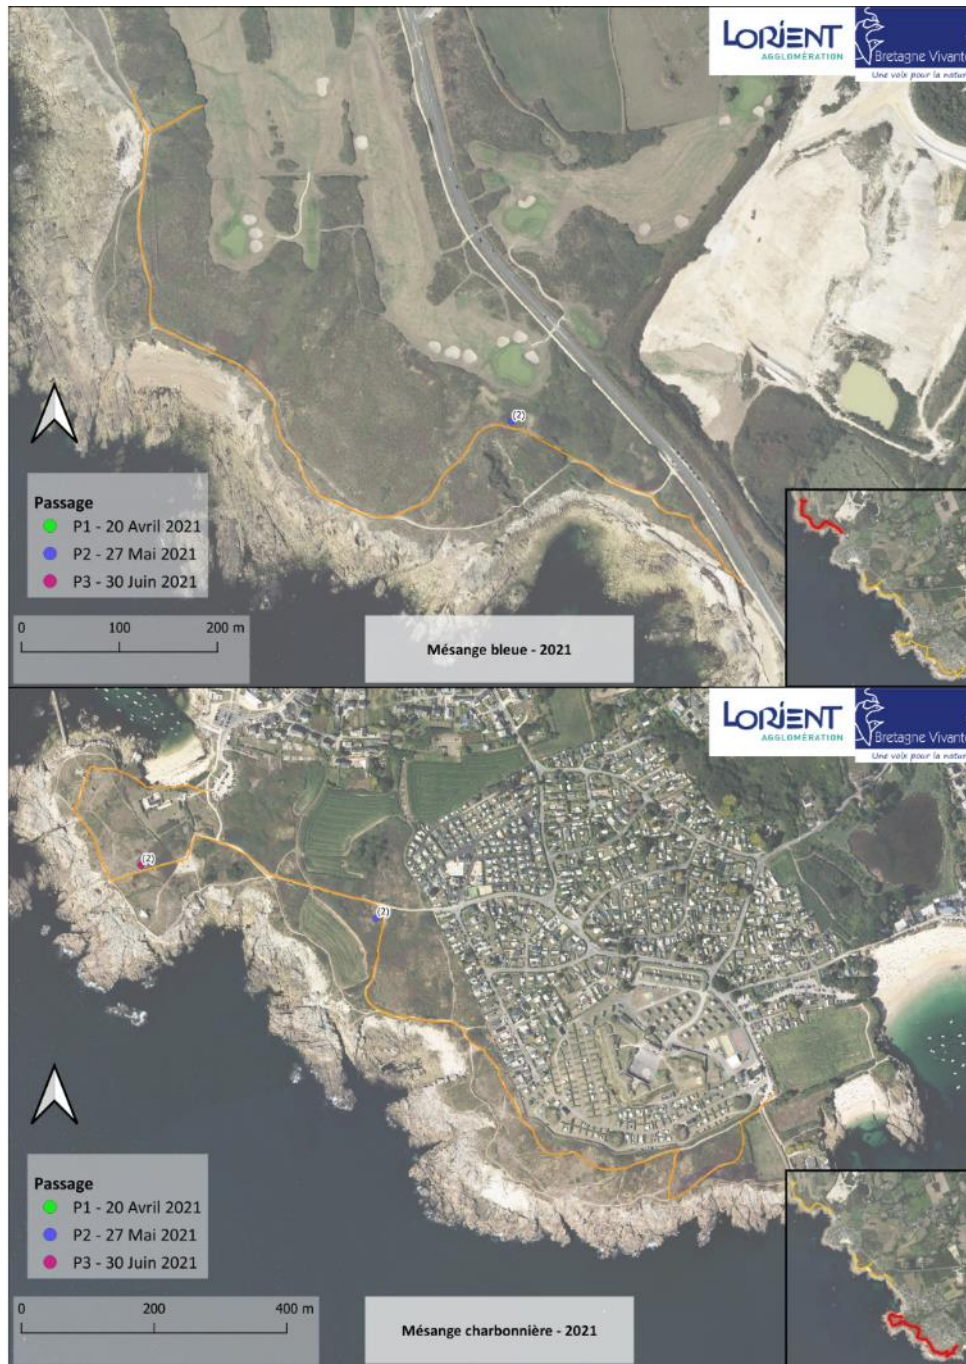 LORIENT
AGGLOMÉRATION
Bretagne Vivante
Une voix pour la nature
(2)
Passage
P1 - 20 Avril 2021
P2 - 27 Mai 2021
P3 - 30 Juin 2021
0 100 200 m
Mésange bleue - 2021
LORIENT
AGGLOMÉRATION
Bretagne Vivante
Une voix pour la nature
(2)
(2)
Passage
P1 - 20 Avril 2021
P2 - 27 Mai 2021
P3 - 30 Juin 2021
0 200 400 m
Mésange charbonnière - 2021